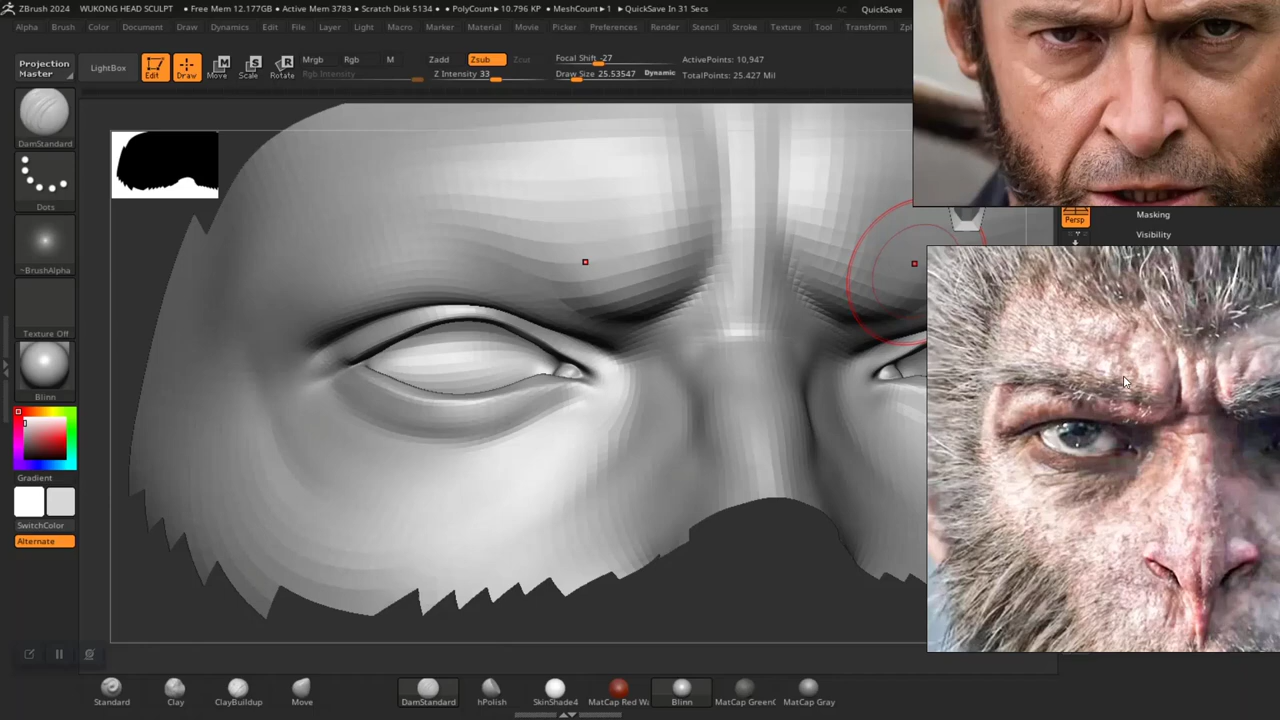 ZBrush 2024 WUKONG HEAD SCULPT • Free Mem 12.177GB • Active Mem 3783 • Scratch Disk 5134 • PolyCount▸ 10.796 KP • MeshCount▸ 1 ▸ QuickSave In 31 Secs AC QuickSave
Alpha Brush Color Document Draw Dynamics Edit File Layer Light Macro Marker Material Movie Picker Preferences Render Stencil Stroke Texture Tool Transform Zpl
Projection Master
LightBox
Edit Draw Move Scale Rotate
Mrgb Rgb M
Rgb Intensity
Zadd Zsub Zcut
Z Intensity 33
Focal Shift -27
Draw Size 25.53547 Dynamic
ActivePoints: 10,947
TotalPoints: 25.427 Mil
DamStandard
Dots
~BrushAlpha
Texture Off
Blinn
Gradient
SwitchColor
Alternate
Persp
Masking
Visibility
Standard Clay ClayBuildup Move DamStandard hPolish SkinShade4 MatCap Red Wa Blinn MatCap GreenC MatCap Gray